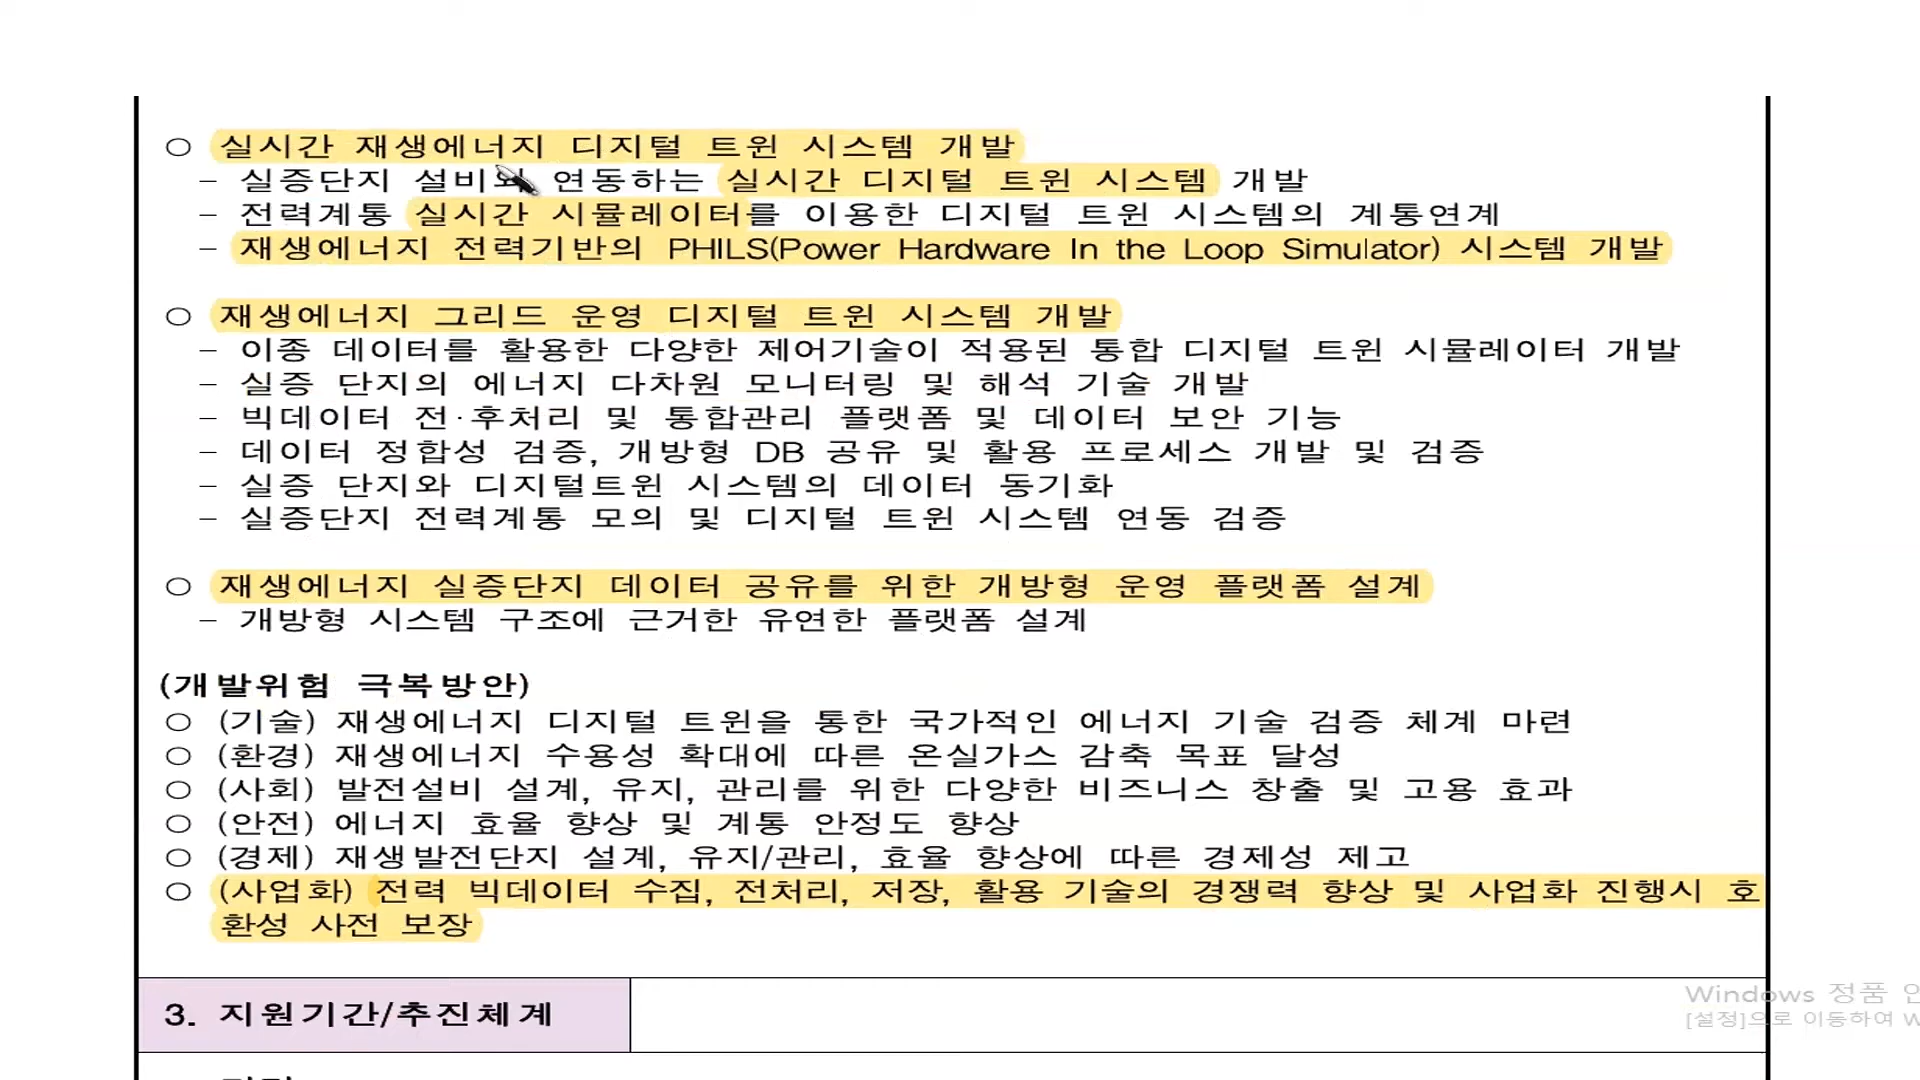 ○ 실시간 재생에너지 디지털 트윈 시스템 개발
- 실증단지 설비와 연동하는 실시간 디지털 트윈 시스템 개발
- 전력계통 실시간 시뮬레이터를 이용한 디지털 트윈 시스템의 계통연계
- 재생에너지 전력기반의 PHILS(Power Hardware In the Loop Simulator) 시스템 개발
○ 재생에너지 그리드 운영 디지털 트윈 시스템 개발
- 이종 데이터를 활용한 다양한 제어기술이 적용된 통합 디지털 트윈 시뮬레이터 개발
- 실증 단지의 에너지 다차원 모니터링 및 해석 기술 개발
- 빅데이터 전·후처리 및 통합관리 플랫폼 및 데이터 보안 기능
- 데이터 정합성 검증, 개방형 DB 공유 및 활용 프로세스 개발 및 검증
- 실증 단지와 디지털트윈 시스템의 데이터 동기화
- 실증단지 전력계통 모의 및 디지털 트윈 시스템 연동 검증
○ 재생에너지 실증단지 데이터 공유를 위한 개방형 운영 플랫폼 설계
- 개방형 시스템 구조에 근거한 유연한 플랫폼 설계
(개발위험 극복방안)
○ (기술) 재생에너지 디지털 트윈을 통한 국가적인 에너지 기술 검증 체계 마련
○ (환경) 재생에너지 수용성 확대에 따른 온실가스 감축 목표 달성
○ (사회) 발전설비 설계, 유지, 관리를 위한 다양한 비즈니스 창출 및 고용 효과
○ (안전) 에너지 효율 향상 및 계통 안정도 향상
○ (경제) 재생발전단지 설계, 유지/관리, 효율 향상에 따른 경제성 제고
○ (사업화) 전력 빅데이터 수집, 전처리, 저장, 활용 기술의 경쟁력 향상 및 사업화 진행시 호
환성 사전 보장
3. 지원기간/추진체계
Windows 정품
[설정]으로 이동하여